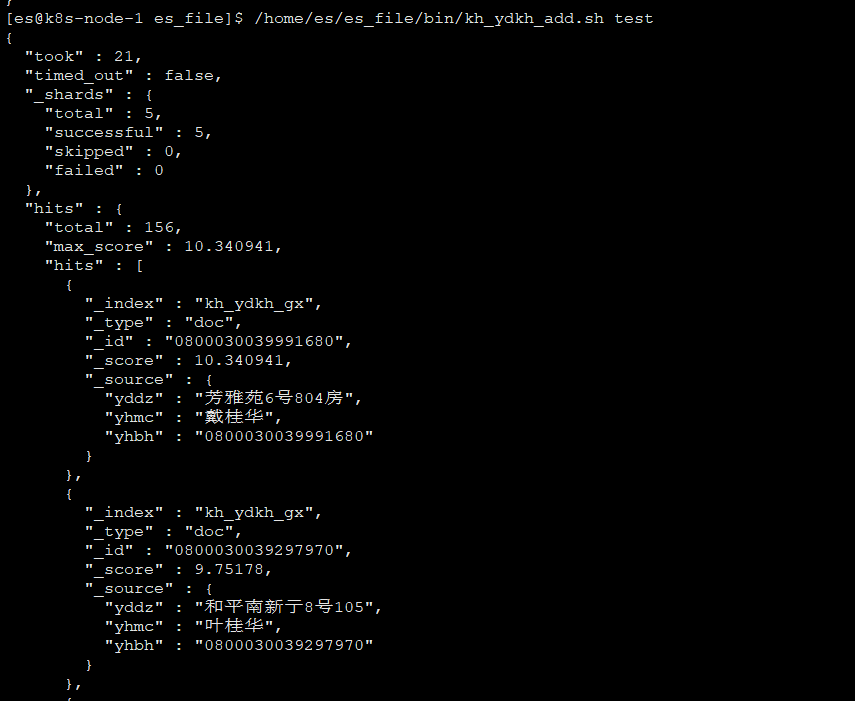 }
[es@k8s-node-1 es_file]$ /home/es/es_file/bin/kh_ydkh_add.sh test
{
  "took" : 21,
  "timed_out" : false,
  "_shards" : {
    "total" : 5,
    "successful" : 5,
    "skipped" : 0,
    "failed" : 0
  },
  "hits" : {
    "total" : 156,
    "max_score" : 10.340941,
    "hits" : [
      {
        "_index" : "kh_ydkh_gx",
        "_type" : "doc",
        "_id" : "0800030039991680",
        "_score" : 10.340941,
        "_source" : {
          "yddz" : "芳雅苑6号804房",
          "yhmc" : "戴桂华",
          "yhbh" : "0800030039991680"
        }
      },
      {
        "_index" : "kh_ydkh_gx",
        "_type" : "doc",
        "_id" : "0800030039297970",
        "_score" : 9.75178,
        "_source" : {
          "yddz" : "和平南新亍8号105",
          "yhmc" : "叶桂华",
          "yhbh" : "0800030039297970"
        }
      },
      {